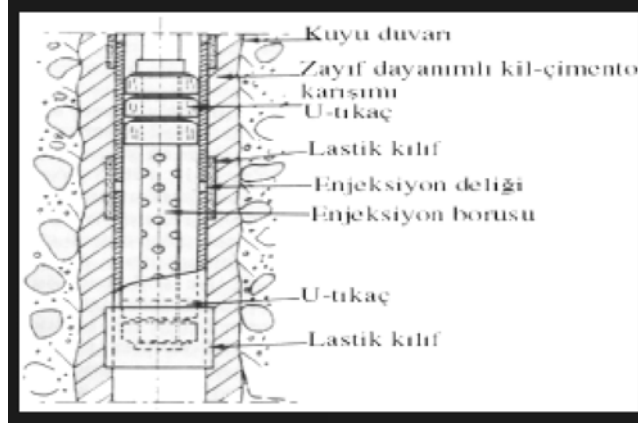 Kuyu duvarı
Zayıf dayanımlı kil-çimento
karışımı
U-tıkaç
Lastik kılıf
Enjeksiyon deliği
Enjeksiyon borusu
U-tıkaç
Lastik kılıf